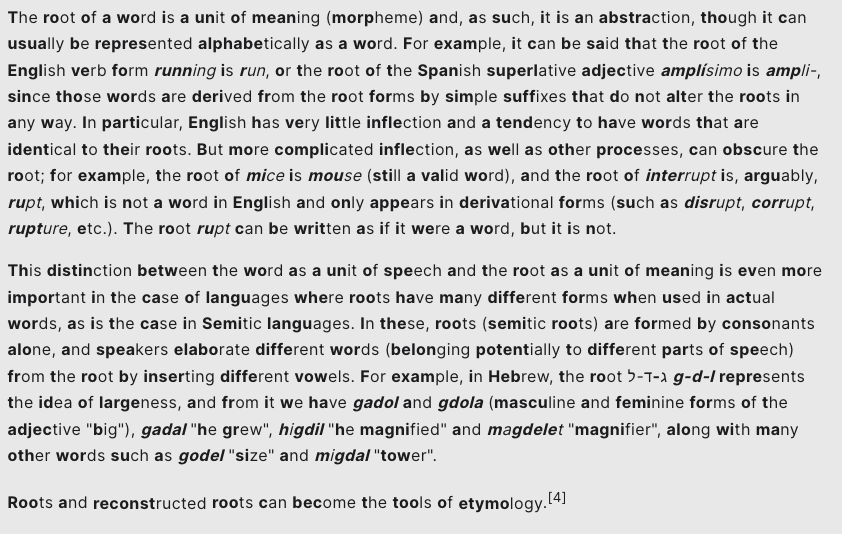 The root of a word is a unit of meaning (morpheme) and, as such, it is an abstraction, though it can
usually be represented alphabetically as a word. For example, it can be said that the root of the
English verb form running is run, or the root of the Spanish superlative adjective amplísimo is ampli-,
since those words are derived from the root forms by simple suffixes that do not alter the roots in
any way. In particular, English has very little inflection and a tendency to have words that are
identical to their roots. But more complicated inflection, as well as other processes, can obscure the
root; for example, the root of mice is mouse (still a valid word), and the root of interrupt is, arguably,
rupt, which is not a word in English and only appears in derivational forms (such as disrupt, corrupt,
rupture, etc.). The root rupt can be written as if it were a word, but it is not.
This distinction between the word as a unit of speech and the root as a unit of meaning is even more
important in the case of languages where roots have many different forms when used in actual
words, as is the case in Semitic languages. In these, roots (semitic roots) are formed by consonants
alone, and speakers elaborate different words (belonging potentially to different parts of speech)
from the root by inserting different vowels. For example, in Hebrew, the root ג-ד-ל g-d-l represents
the idea of largeness, and from it we have gadol and gdola (masculine and feminine forms of the
adjective "big"), gadal "he grew", higdil "he magnified" and magdelet "magnifier", along with many
other words such as godel "size" and migdal "tower".
Roots and reconstructed roots can become the tools of etymology.[4]